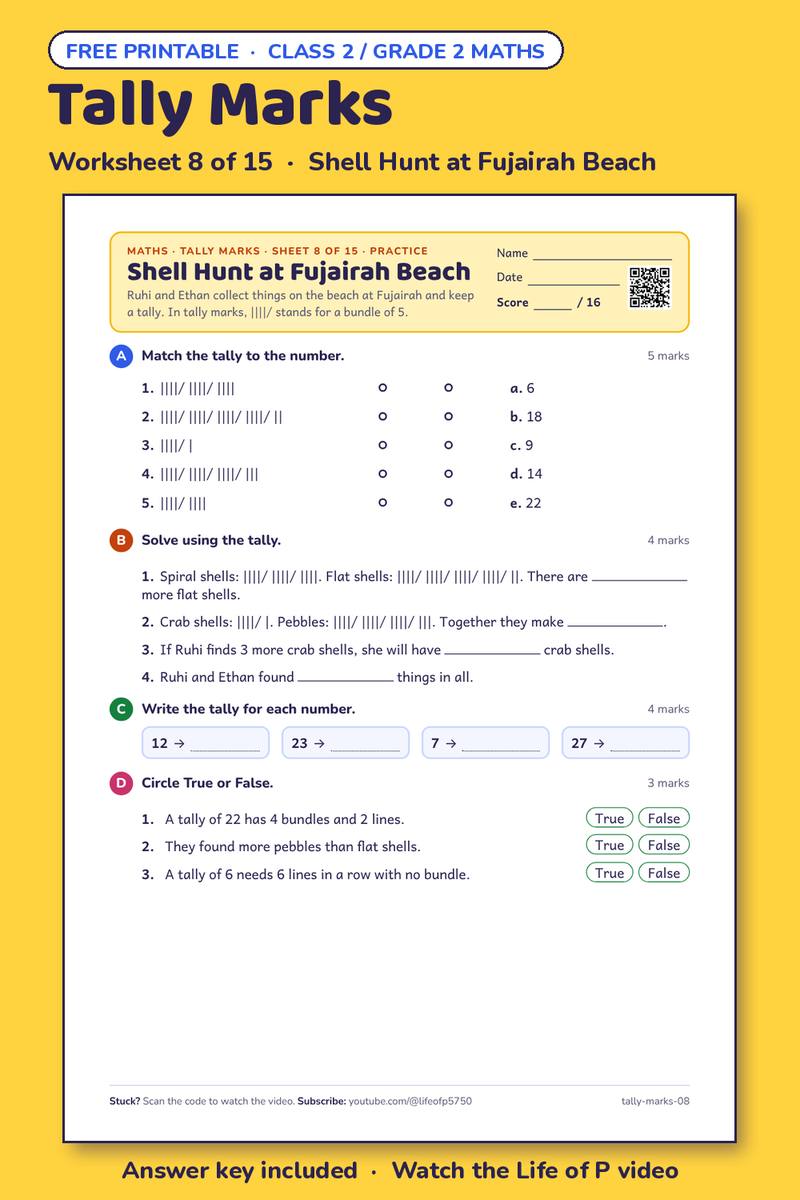 FREE PRINTABLE · CLASS 2 / GRADE 2 MATHS
Tally Marks
Worksheet 8 of 15 · Shell Hunt at Fujairah Beach
MATHS · TALLY MARKS · SHEET 8 OF 15 · PRACTICE
Shell Hunt at Fujairah Beach
Ruhi and Ethan collect things on the beach at Fujairah and keep
a tally. In tally marks, ||||/ stands for a bundle of 5.
Name ____________
Date ____________
Score _____ / 16
A Match the tally to the number. 5 marks
1. ||||/ ||||/ |||| a. 6
2. ||||/ ||||/ ||||/ ||||/ || b. 18
3. ||||/ | c. 9
4. ||||/ ||||/ ||||/ ||| d. 14
5. ||||/ |||| e. 22
B Solve using the tally. 4 marks
1. Spiral shells: ||||/ ||||/ ||||. Flat shells: ||||/ ||||/ ||||/ ||||/ ||. There are ____________
more flat shells.
2. Crab shells: ||||/ |. Pebbles: ||||/ ||||/ ||||/ |||. Together they make ____________.
3. If Ruhi finds 3 more crab shells, she will have ____________ crab shells.
4. Ruhi and Ethan found ____________ things in all.
C Write the tally for each number. 4 marks
12 → ________ 23 → ________ 7 → ________ 27 → ________
D Circle True or False. 3 marks
1. A tally of 22 has 4 bundles and 2 lines. True False
2. They found more pebbles than flat shells. True False
3. A tally of 6 needs 6 lines in a row with no bundle. True False
Stuck? Scan the code to watch the video. Subscribe: youtube.com/@lifeofp5750 tally-marks-08
Answer key included · Watch the Life of P video